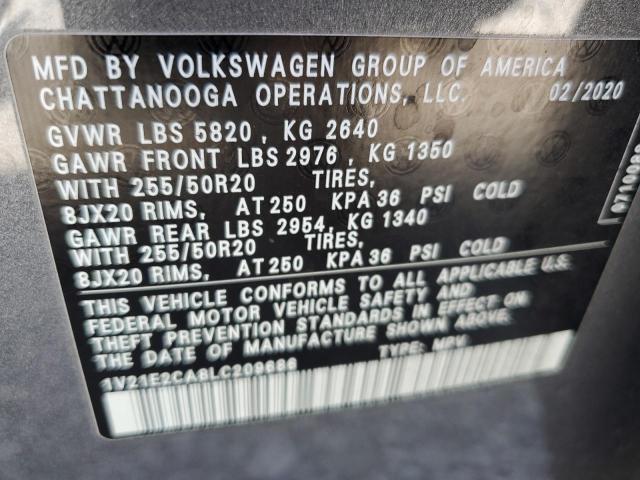 MFD BY VOLKSWAGEN GROUP OF AMERICA
CHATTANOOGA OPERATIONS, LLC. 02/2020
GVWR LBS 5820, KG 2640
GAWR FRONT LBS 2976, KG 1350
WITH 255/50R20 TIRES,
8JX20 RIMS, AT 250 KPA 36 PSI COLD
GAWR REAR LBS 2954, KG 1340
WITH 255/50R20 TIRES,
8JX20 RIMS, AT 250 KPA 36 PSI COLD
THIS VEHICLE CONFORMS TO ALL APPLICABLE U.S.
FEDERAL MOTOR VEHICLE SAFETY AND
THEFT PREVENTION STANDARDS IN EFFECT ON
THE DATE OF MANUFACTURE SHOWN ABOVE.
TYPE: MPV